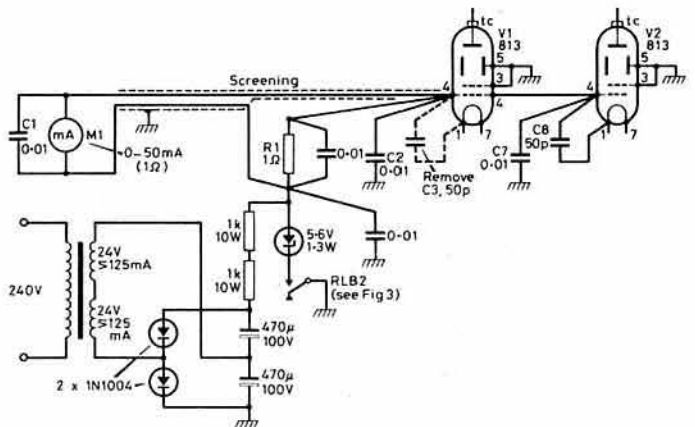 tc
V1
813
5
3
4
4
1
7
tc
V2
813
5
3
4
1
7
Screening
C1
0·01
mA
M1
0–50mA
(1Ω)
R1
1Ω
0·01
C2
0·01
Remove
C3, 50p
C7
0·01
C8
50p
1k
10W
1k
10W
5·6V
1·3W
0·01
RLB2
(see Fig 3)
240V
24V
≤125mA
24V
≤125
mA
2 x 1N1004
470μ
100V
470μ
100V